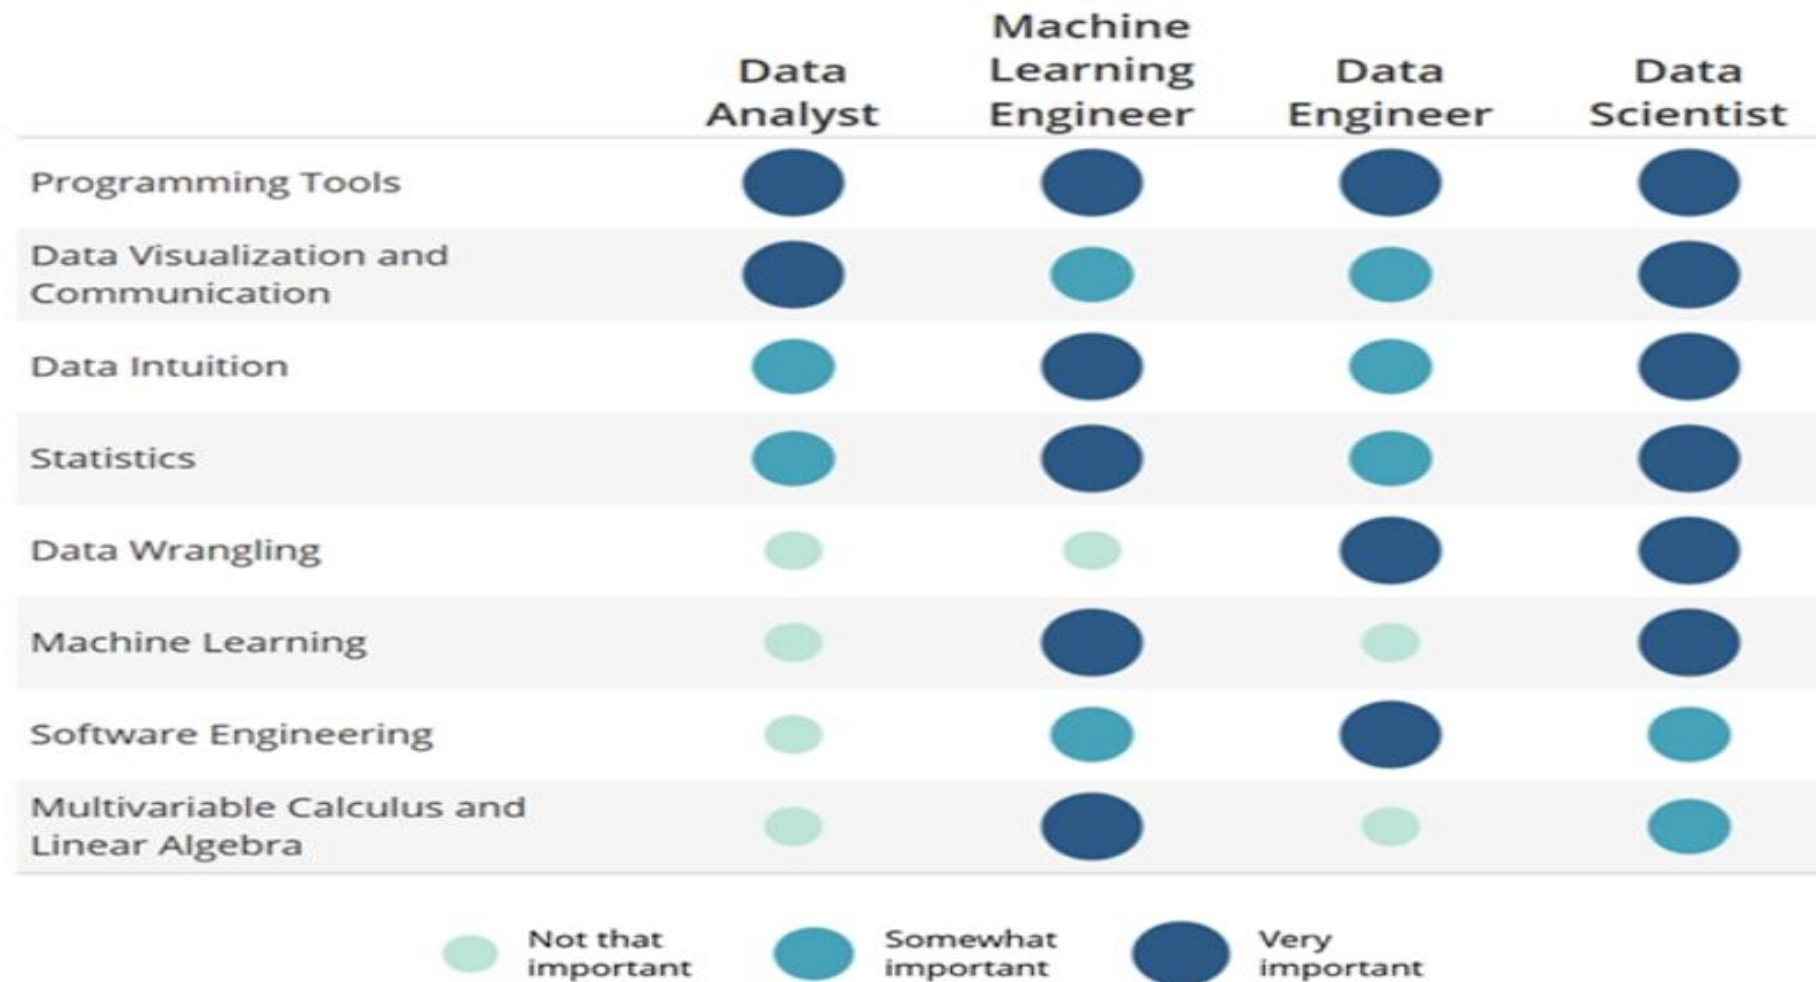 Data
Analyst
Machine
Learning
Engineer
Data
Engineer
Data
Scientist
Programming Tools
Data Visualization and
Communication
Data Intuition
Statistics
Data Wrangling
Machine Learning
Software Engineering
Multivariable Calculus and
Linear Algebra
Not that
important
Somewhat
important
Very
important